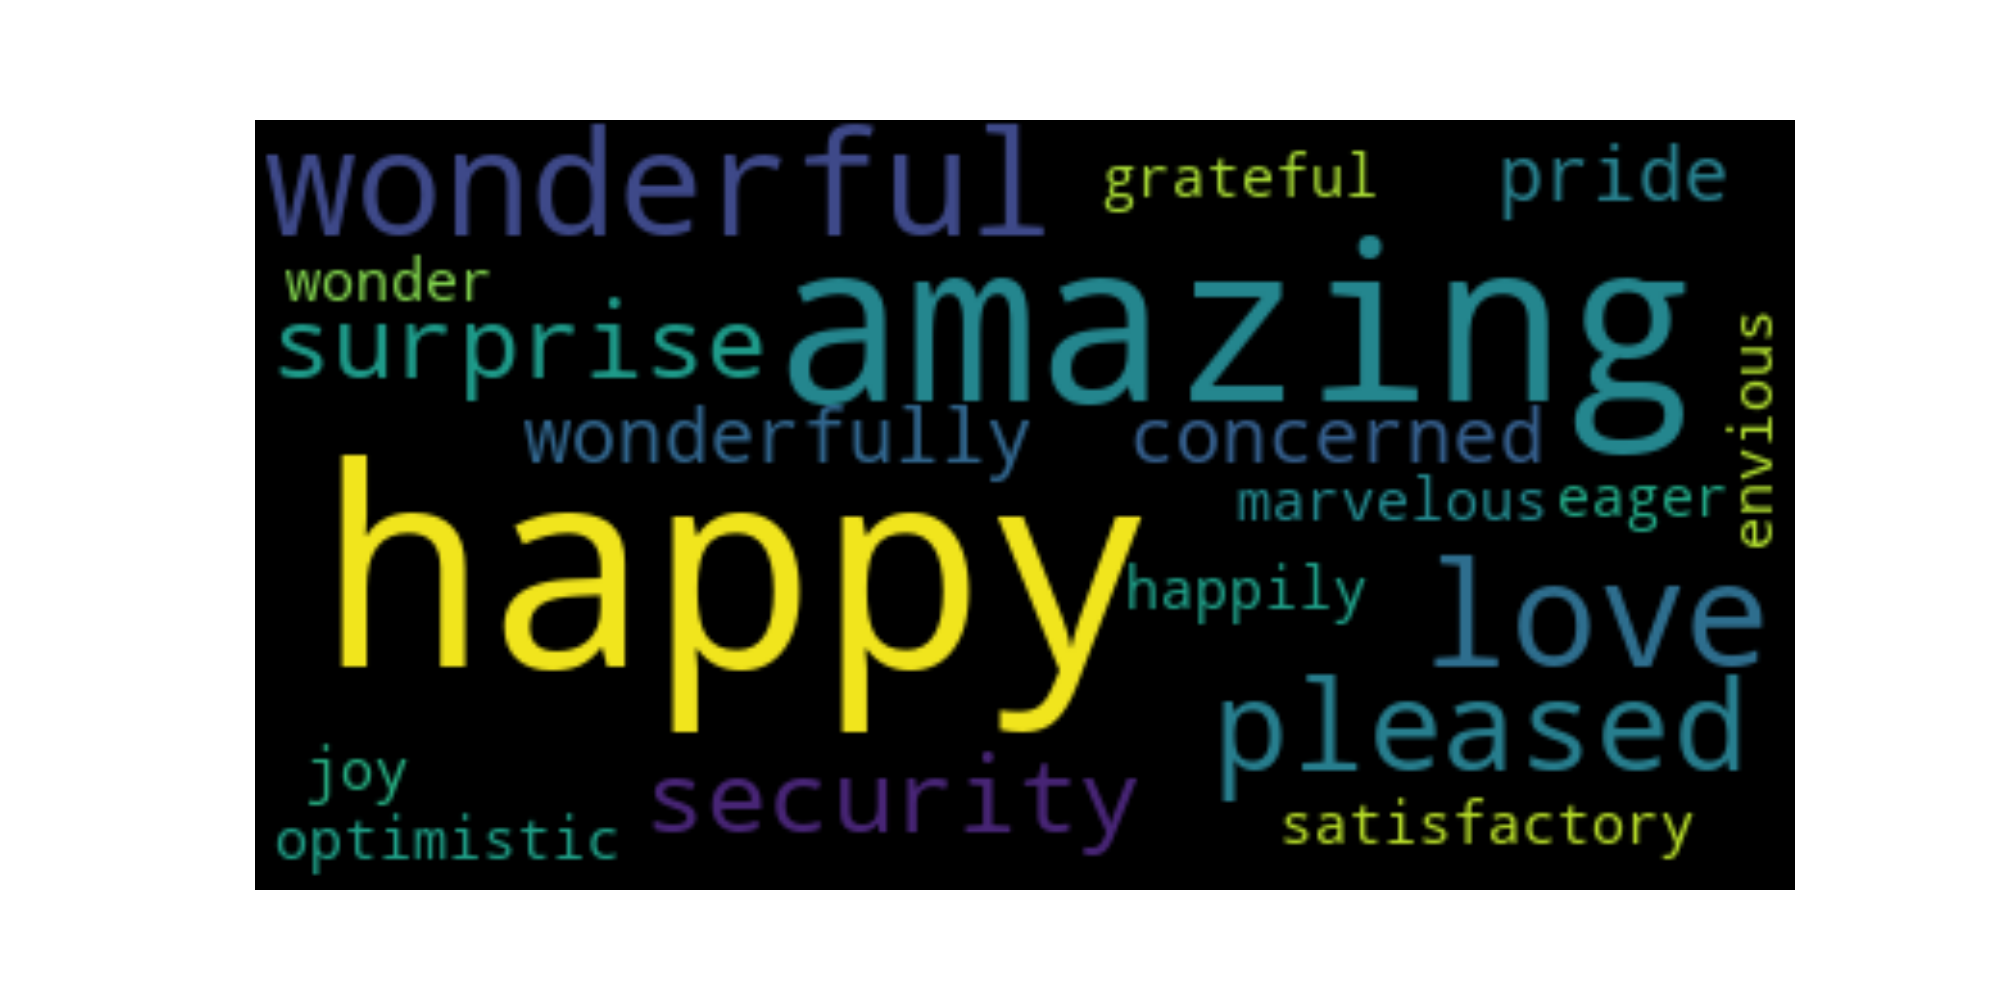 wonderful
grateful
pride
wonder
surprise
amazing
envious
wonderfully
concerned
happy
marvelous
eager
happily
love
pleased
joy
security
satisfactory
optimistic